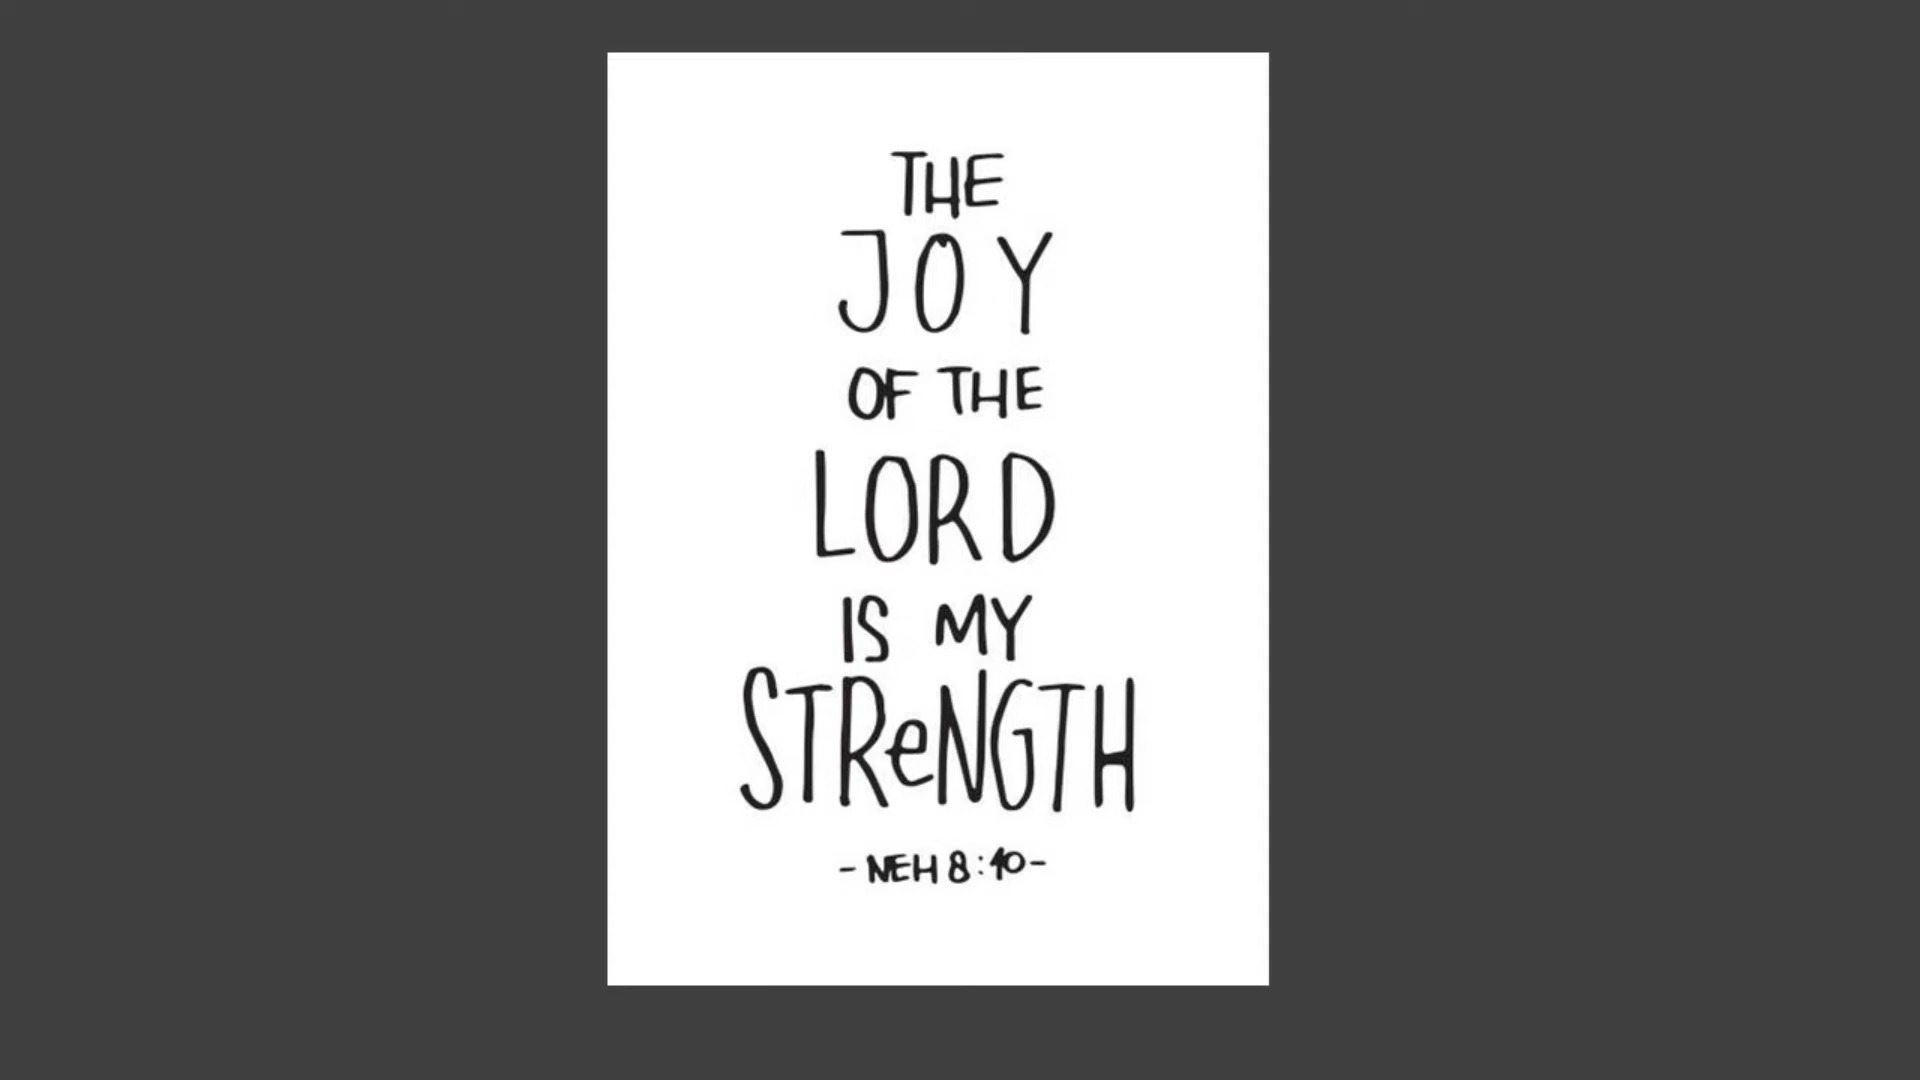 THE
JOY
OF THE
LORD
IS MY
STReNGTH
- NEH 8:10 -